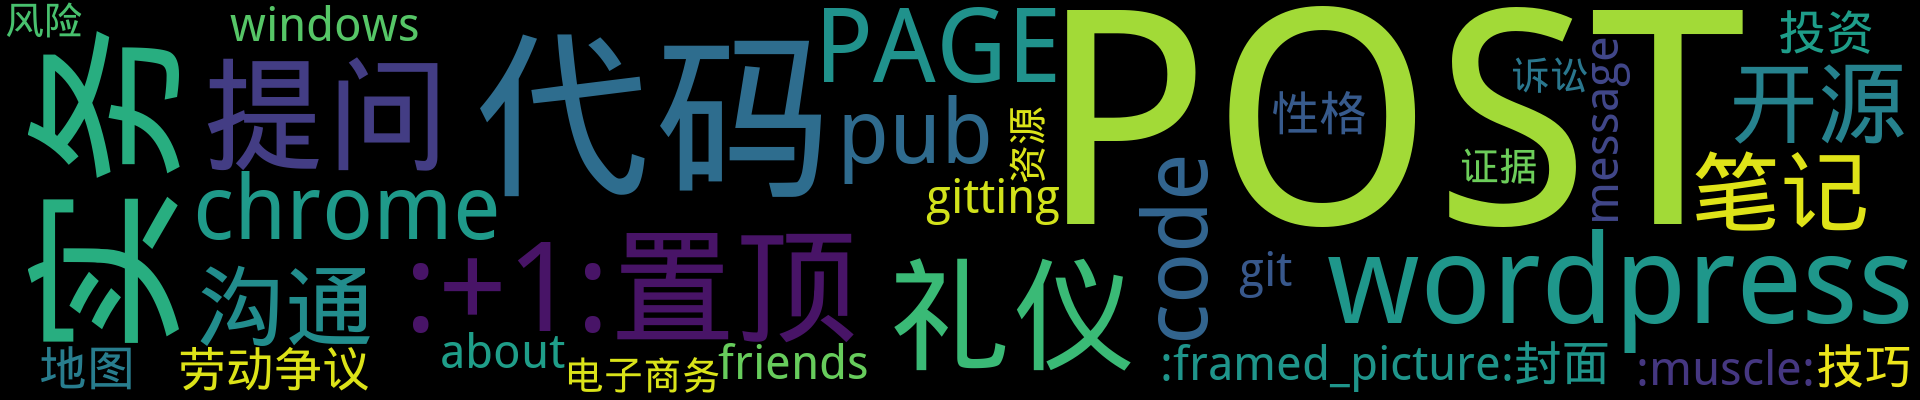 风险
windows
实务
提问
代码
PAGE
POST
投资
开源
诉讼
message
性格
pub
资源
证据
笔记
chrome
gitting
code
沟通
:+1:置顶
礼仪
git
wordpress
地图
劳动争议
about
电子商务
friends
:framed_picture:封面
:muscle:技巧